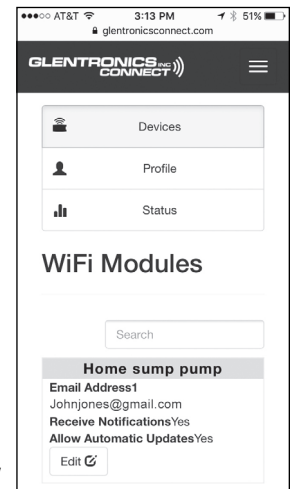 AT&T 3:13 PM 51%
glentronicsconnect.com
GLENTRONICS INC
CONNECT
Devices
Profile
Status
WiFi Modules
Search
Home sump pump
Email Address1
Johnjones@gmail.com
Receive NotificationsYes
Allow Automatic UpdatesYes
Edit